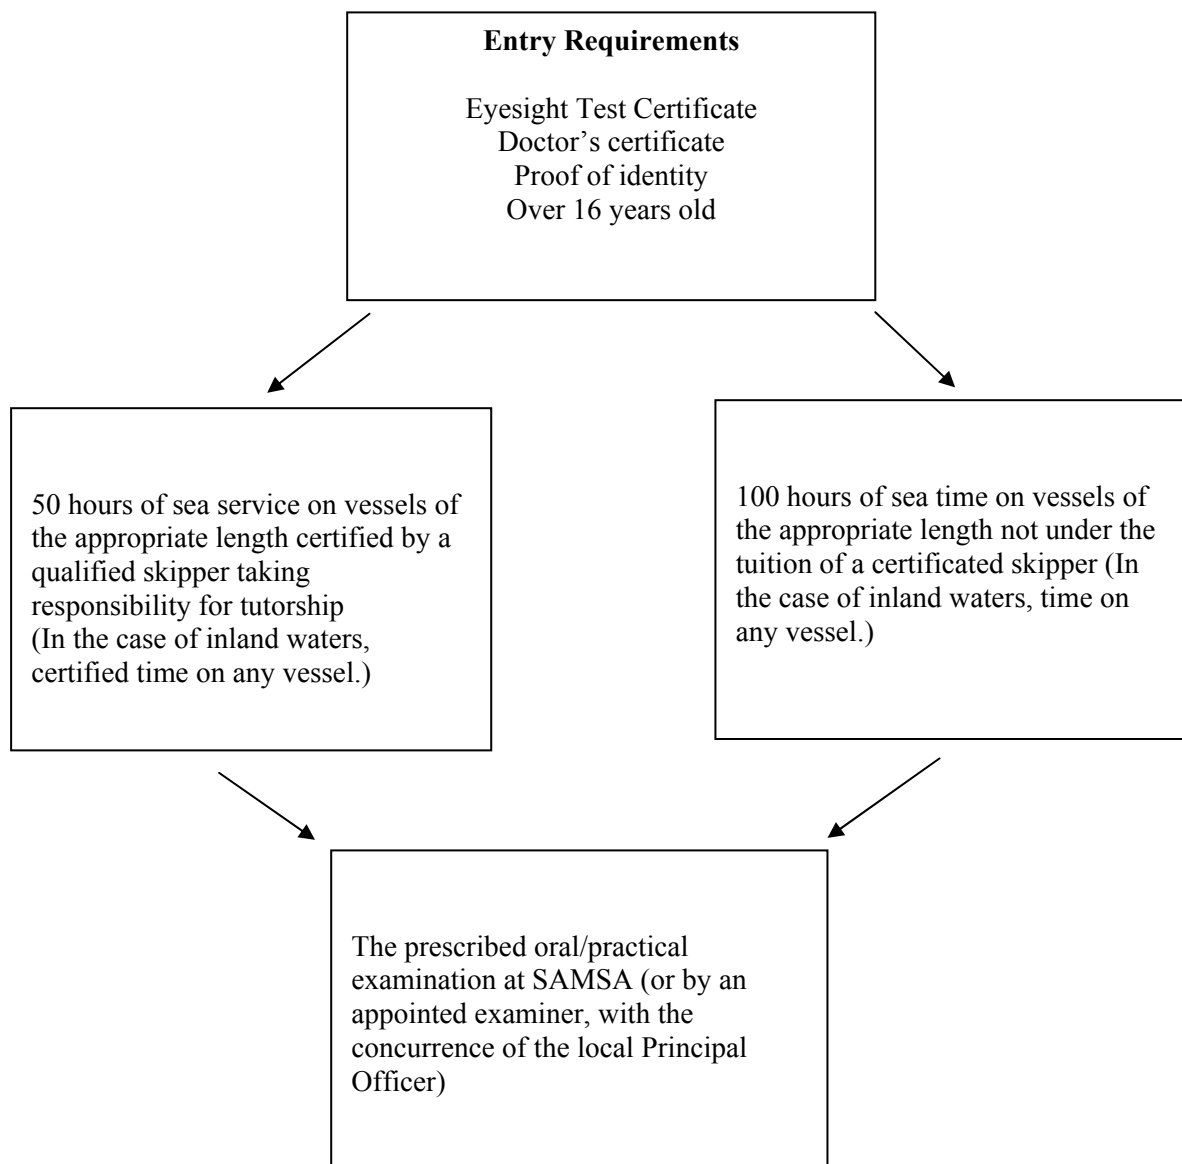 Entry Requirements
Eyesight Test Certificate
Doctor’s certificate
Proof of identity
Over 16 years old
50 hours of sea service on vessels of
the appropriate length certified by a
qualified skipper taking
responsibility for tutorship
(In the case of inland waters,
certified time on any vessel.)
100 hours of sea time on vessels of
the appropriate length not under the
tuition of a certificated skipper (In
the case of inland waters, time on
any vessel.)
The prescribed oral/practical
examination at SAMSA (or by an
appointed examiner, with the
concurrence of the local Principal
Officer)